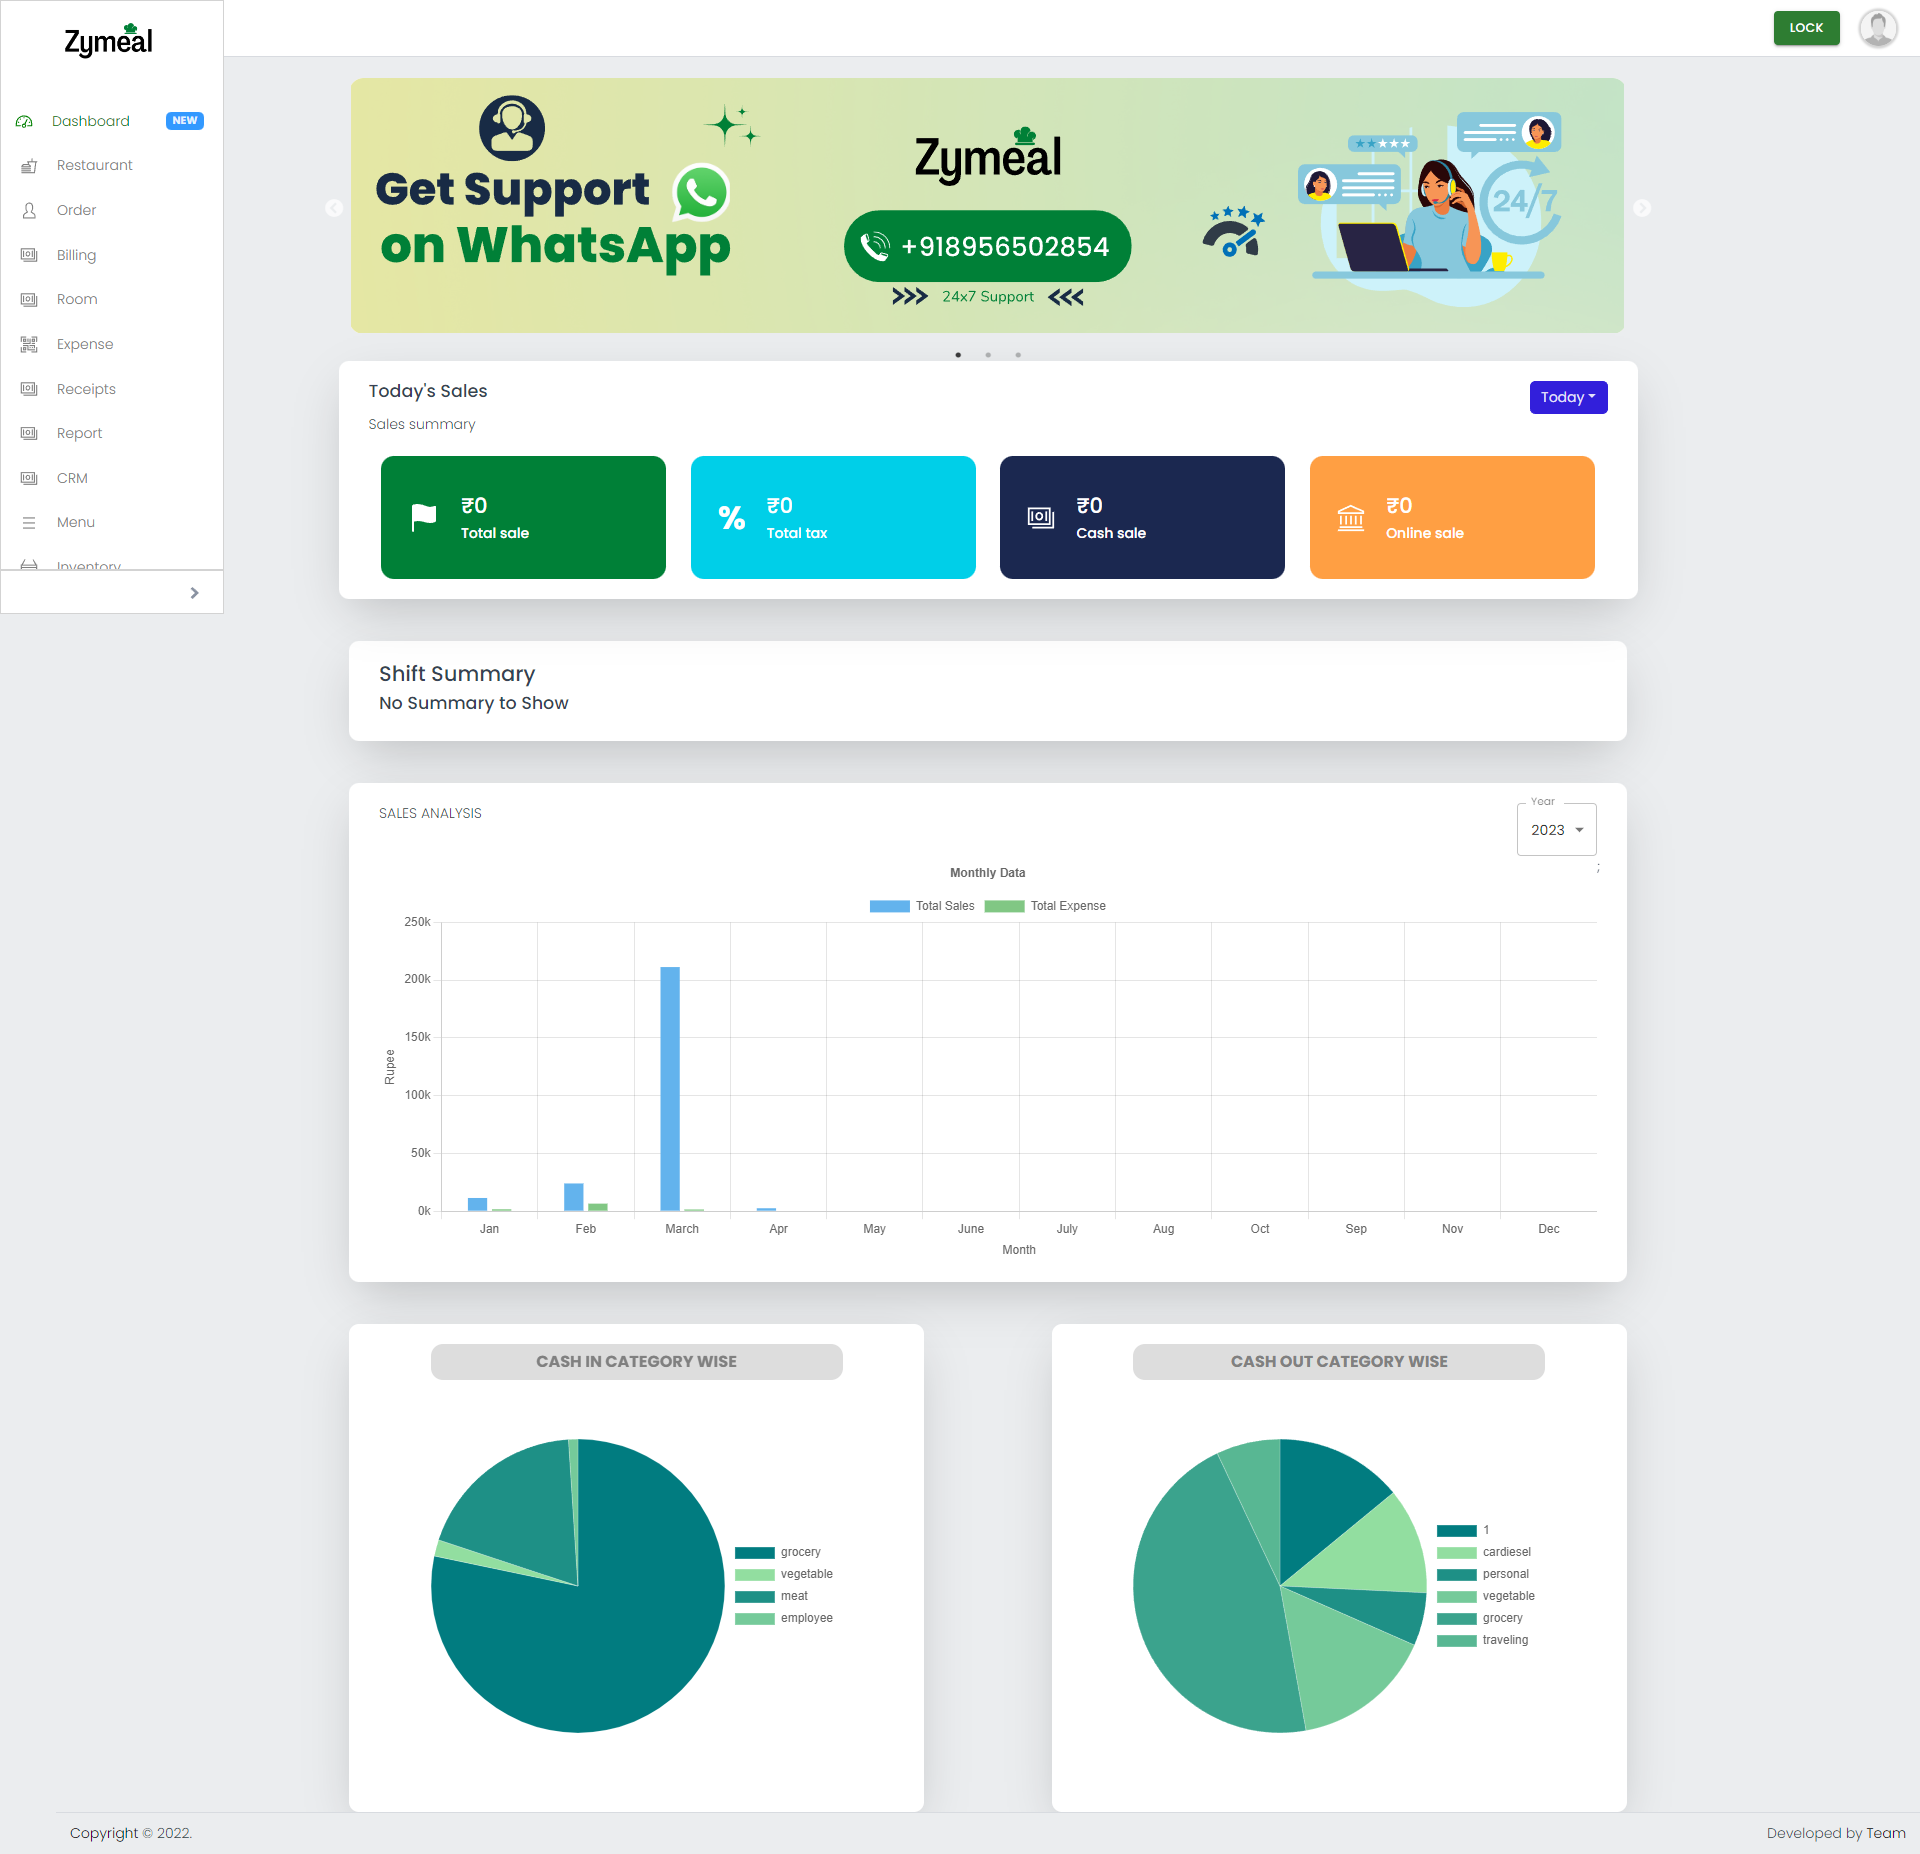 Zymeal
LOCK
Dashboard NEW
Restaurant
Order
Billing
Room
Expense
Receipts
Report
CRM
Menu
Inventory
Get Support
on WhatsApp
Zymeal
+918956502854
24x7 Support
24/7
Today's Sales
Today
Sales summary
₹0
Total sale
₹0
Total tax
₹0
Cash sale
₹0
Online sale
Shift Summary
No Summary to Show
SALES ANALYSIS
Year
2023
;
Monthly Data
Total Sales Total Expense
250k
200k
150k
100k
50k
0k
Rupee
Jan Feb March Apr May June July Aug Oct Sep Nov Dec
Month
CASH IN CATEGORY WISE
grocery
vegetable
meat
employee
CASH OUT CATEGORY WISE
1
cardiesel
personal
vegetable
grocery
traveling
Copyright © 2022.
Developed by Team